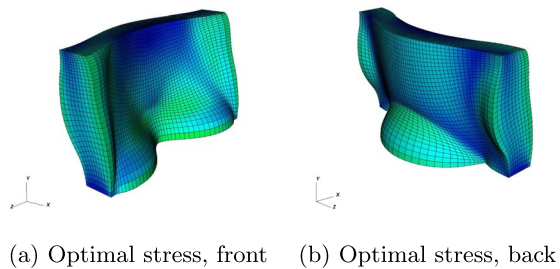 Y
Z
X
Y
X
Z
(a) Optimal stress, front
(b) Optimal stress, back